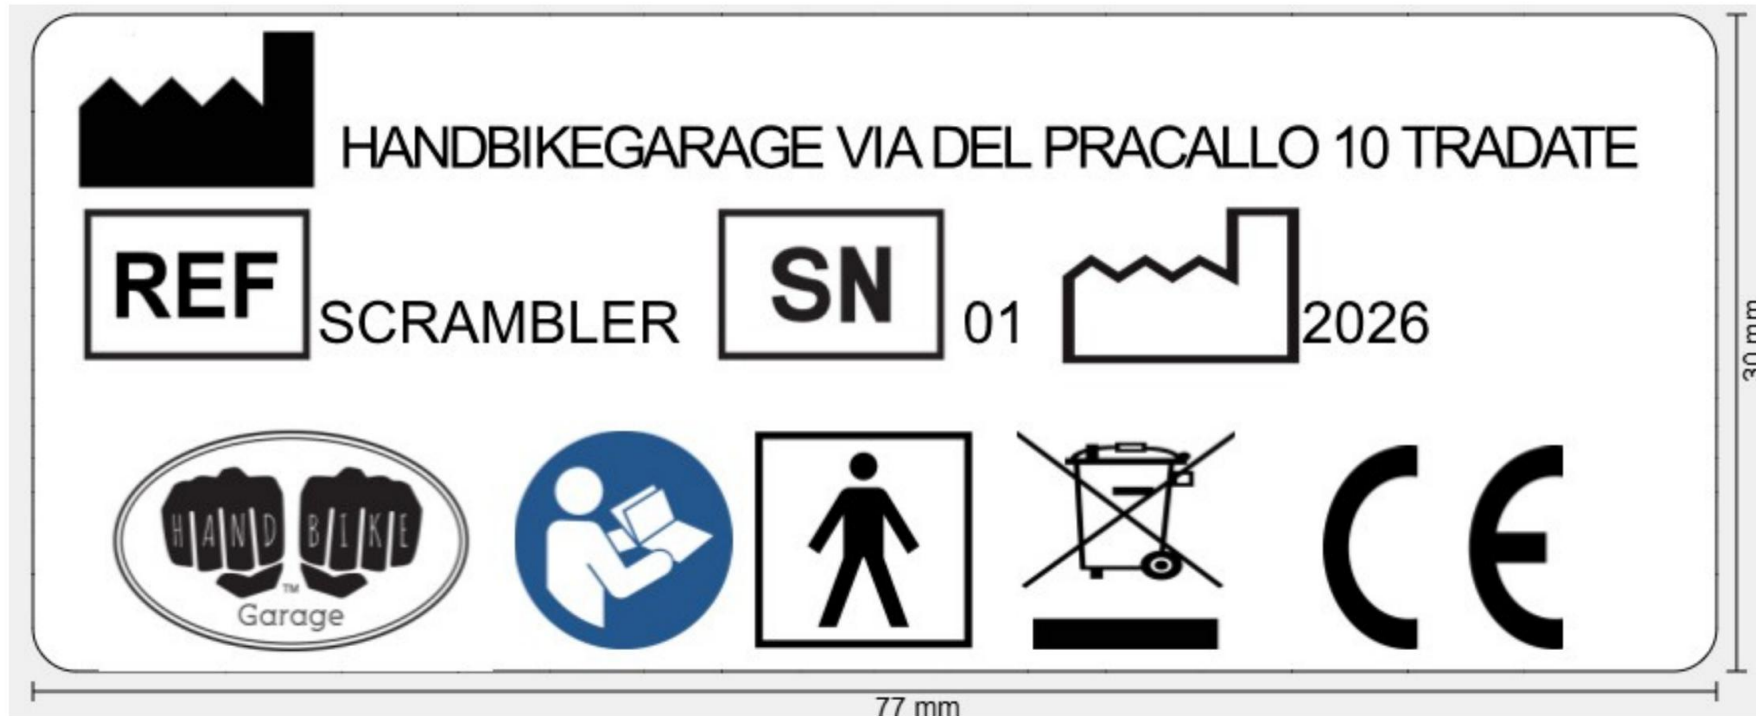 HANDBIKEGARAGE VIA DEL PRACALLO 10 TRADATE
REF SCRAMBLER SN 01 2026
HAND BIKE
TM
Garage
CE
30 mm
77 mm